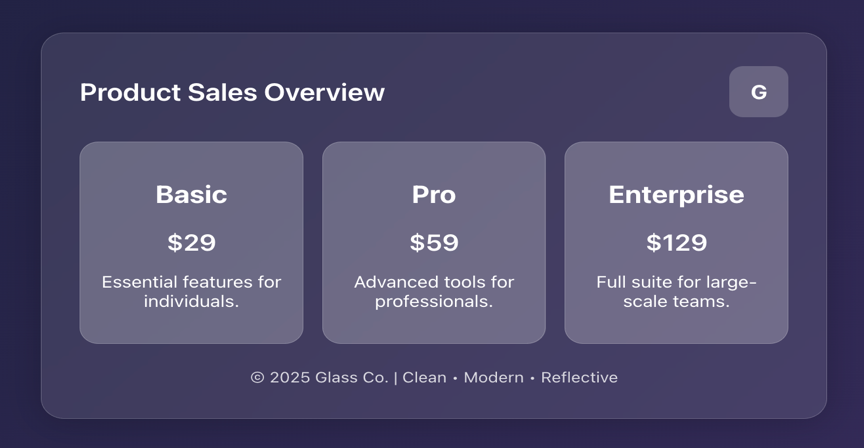 Product Sales Overview
G
Basic
$29
Essential features for
individuals.
Pro
$59
Advanced tools for
professionals.
Enterprise
$129
Full suite for large-
scale teams.
© 2025 Glass Co. | Clean • Modern • Reflective